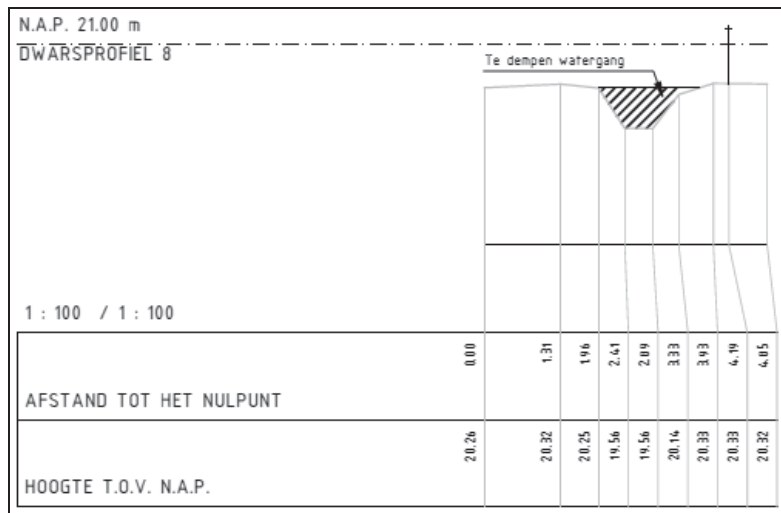 N.A.P. 21.00 m
DWARSPROFIEL 8
Te dempen watergang
1 : 100 / 1 : 100
0.00 1.31 1.96 2.41 2.89 3.33 3.93 4.19 4.85
AFSTAND TOT HET NULPUNT
20.26 20.32 20.25 19.56 19.56 20.14 20.33 20.33 20.32
HOOGTE T.O.V. N.A.P.